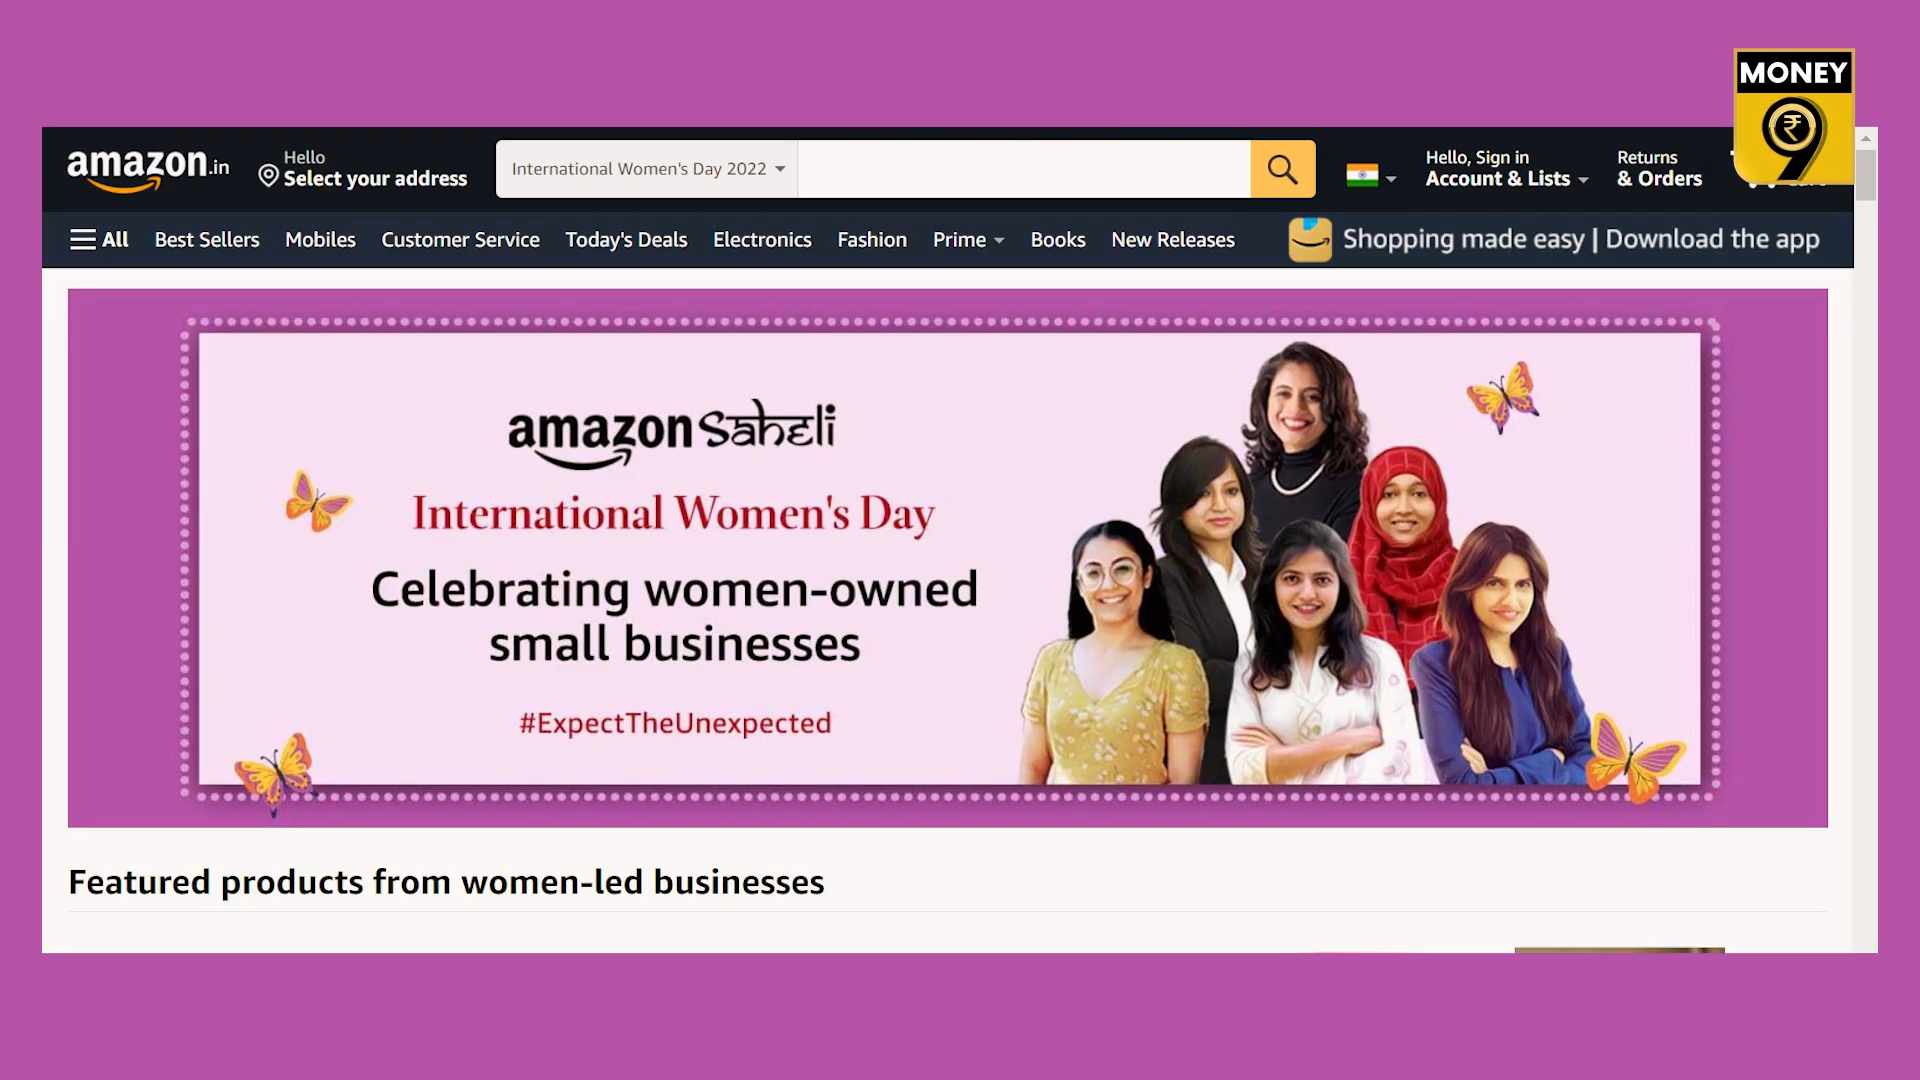 MONEY
9
amazon.in
Hello
Select your address
International Women's Day 2022
Hello, Sign in
Account & Lists
Returns
& Orders
All
Best Sellers
Mobiles
Customer Service
Today's Deals
Electronics
Fashion
Prime
Books
New Releases
Shopping made easy | Download the app
amazon Saheli
International Women's Day
Celebrating women-owned
small businesses
#ExpectTheUnexpected
Featured products from women-led businesses